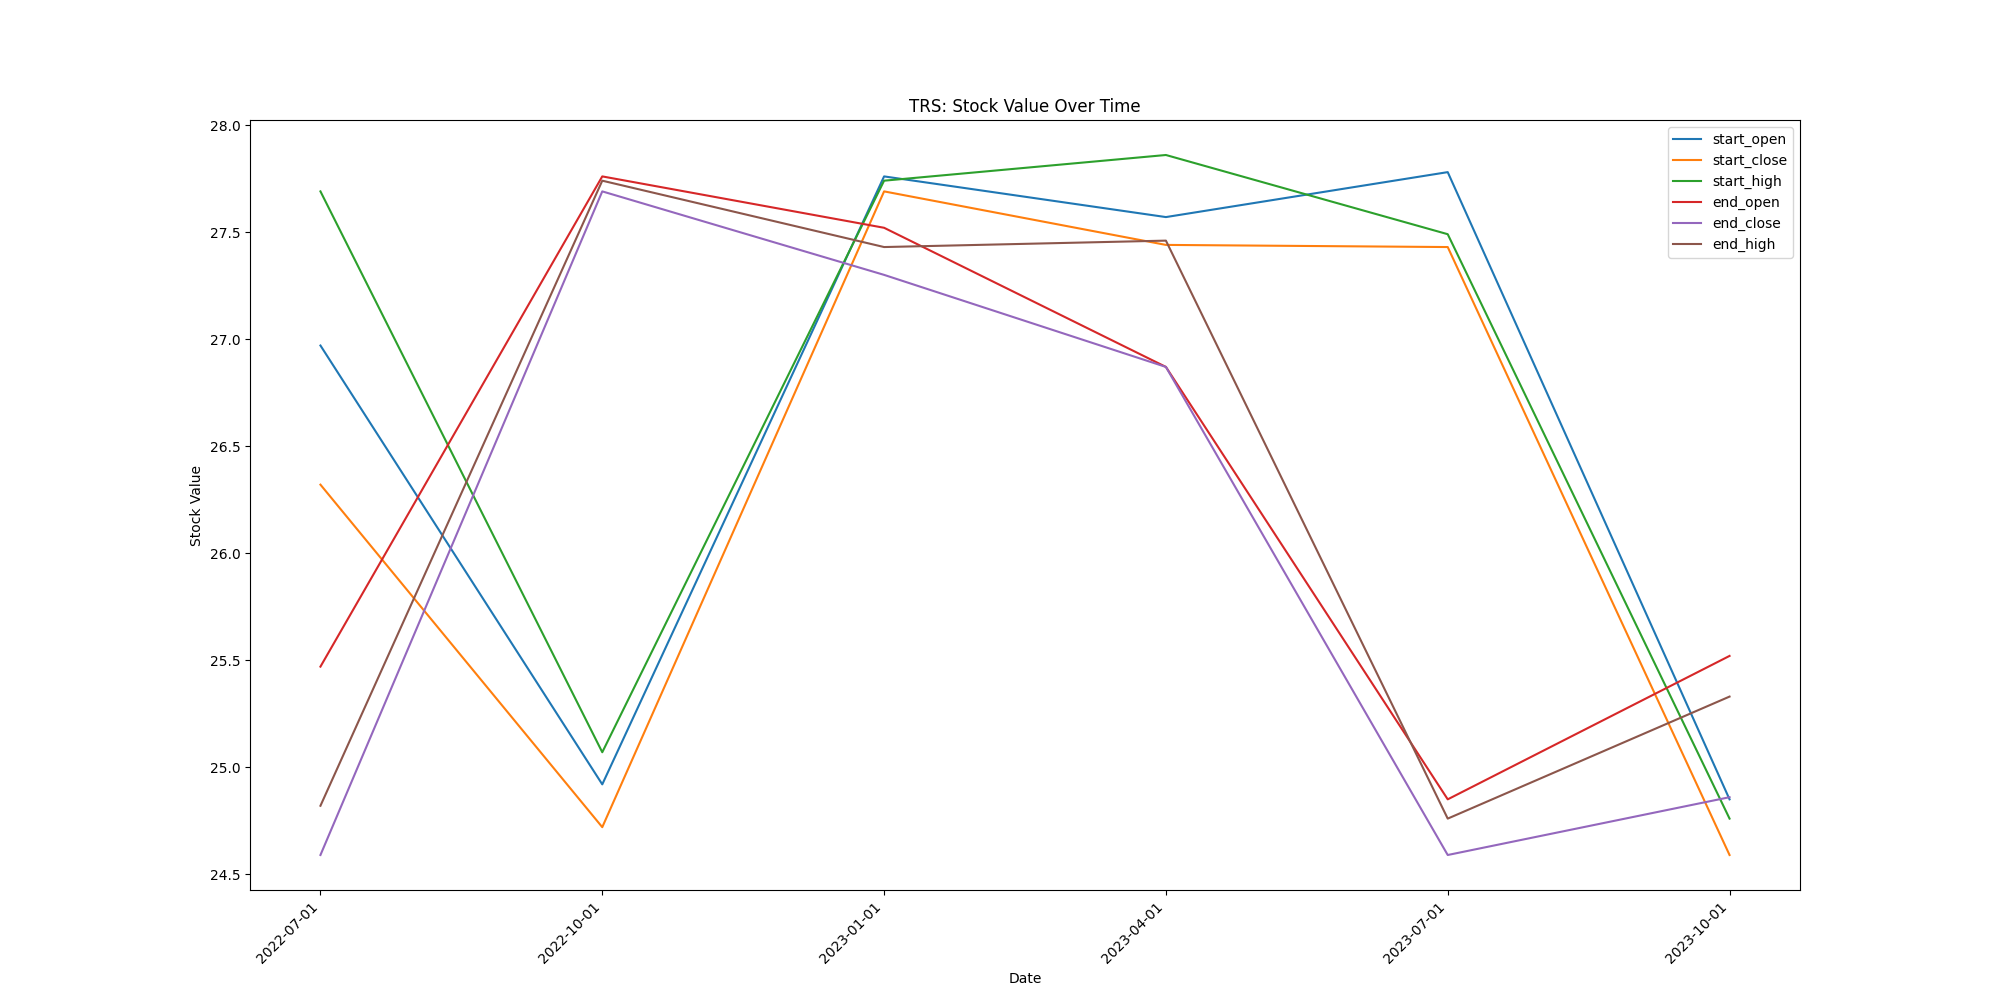 TRS: Stock Value Over Time
28.0
27.5
27.0
26.5
26.0
25.5
25.0
24.5
Stock Value
start_open
start_close
start_high
end_open
end_close
end_high
2022-07-01
2022-10-01
2023-01-01
2023-04-01
2023-07-01
2023-10-01
Date